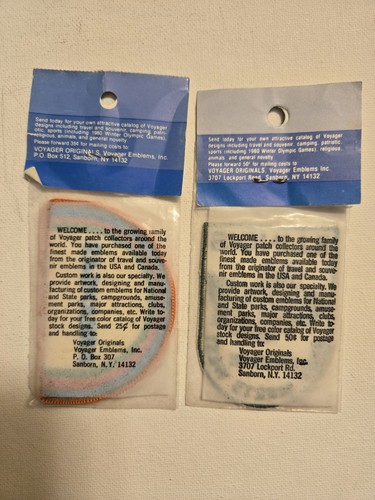 Send today for your own attractive catalog of Voyager
designs including travel and souvenir, camping, patri-
otic, sports (including 1980 Winter Olympic Games),
religious, animals, and general novelty.
Please forward 35¢ for mailing costs to
VOYAGER ORIGINALS, Voyager Emblems, Inc.
P.O. Box 512, Sanborn, NY 14132
WELCOME . . . . to the growing family
of Voyager patch collectors around the
world. You have purchased one of the
finest made emblems available today
from the originator of travel and souve-
nir emblems in the USA and Canada.
Custom work is also our specialty. We
provide artwork, designing and manu-
facturing of custom emblems for National
and State parks, campgrounds, amuse-
ment parks, major attractions, clubs,
organizations, companies, etc. Write to-
day for your free color catalog of Voyager
stock designs. Send 25¢ for postage
and handling to:
Voyager Originals
Voyager Emblems, Inc.
P. O. Box 307
Sanborn, N.Y. 14132
Send today for your own attractive catalog of Voyager
designs including travel and souvenir, camping, patriotic,
sports (including 1980 Winter Olympic Games), religious,
animals, and general novelty.
Please forward 50¢ for mailing costs to
VOYAGER ORIGINALS, Voyager Emblems, Inc.
3707 Lockport Road, Sanborn, NY 14132
WELCOME . . . . to the growing family
of Voyager patch collectors around the
world. You have purchased one of the
finest made emblems available today
from the originator of travel and souve-
nir emblems in the USA and Canada.
Custom work is also our specialty. We
provide artwork, designing and manu-
facturing of custom emblems for National
and State parks, campgrounds, amuse-
ment parks, major attractions, clubs,
organizations, companies, etc. Write to-
day for your free color catalog of Voyager
stock designs. Send 50¢ for postage
and handling to:
Voyager Originals
Voyager Emblems, Inc.
3707 Lockport Rd.
Sanborn, N.Y. 14132